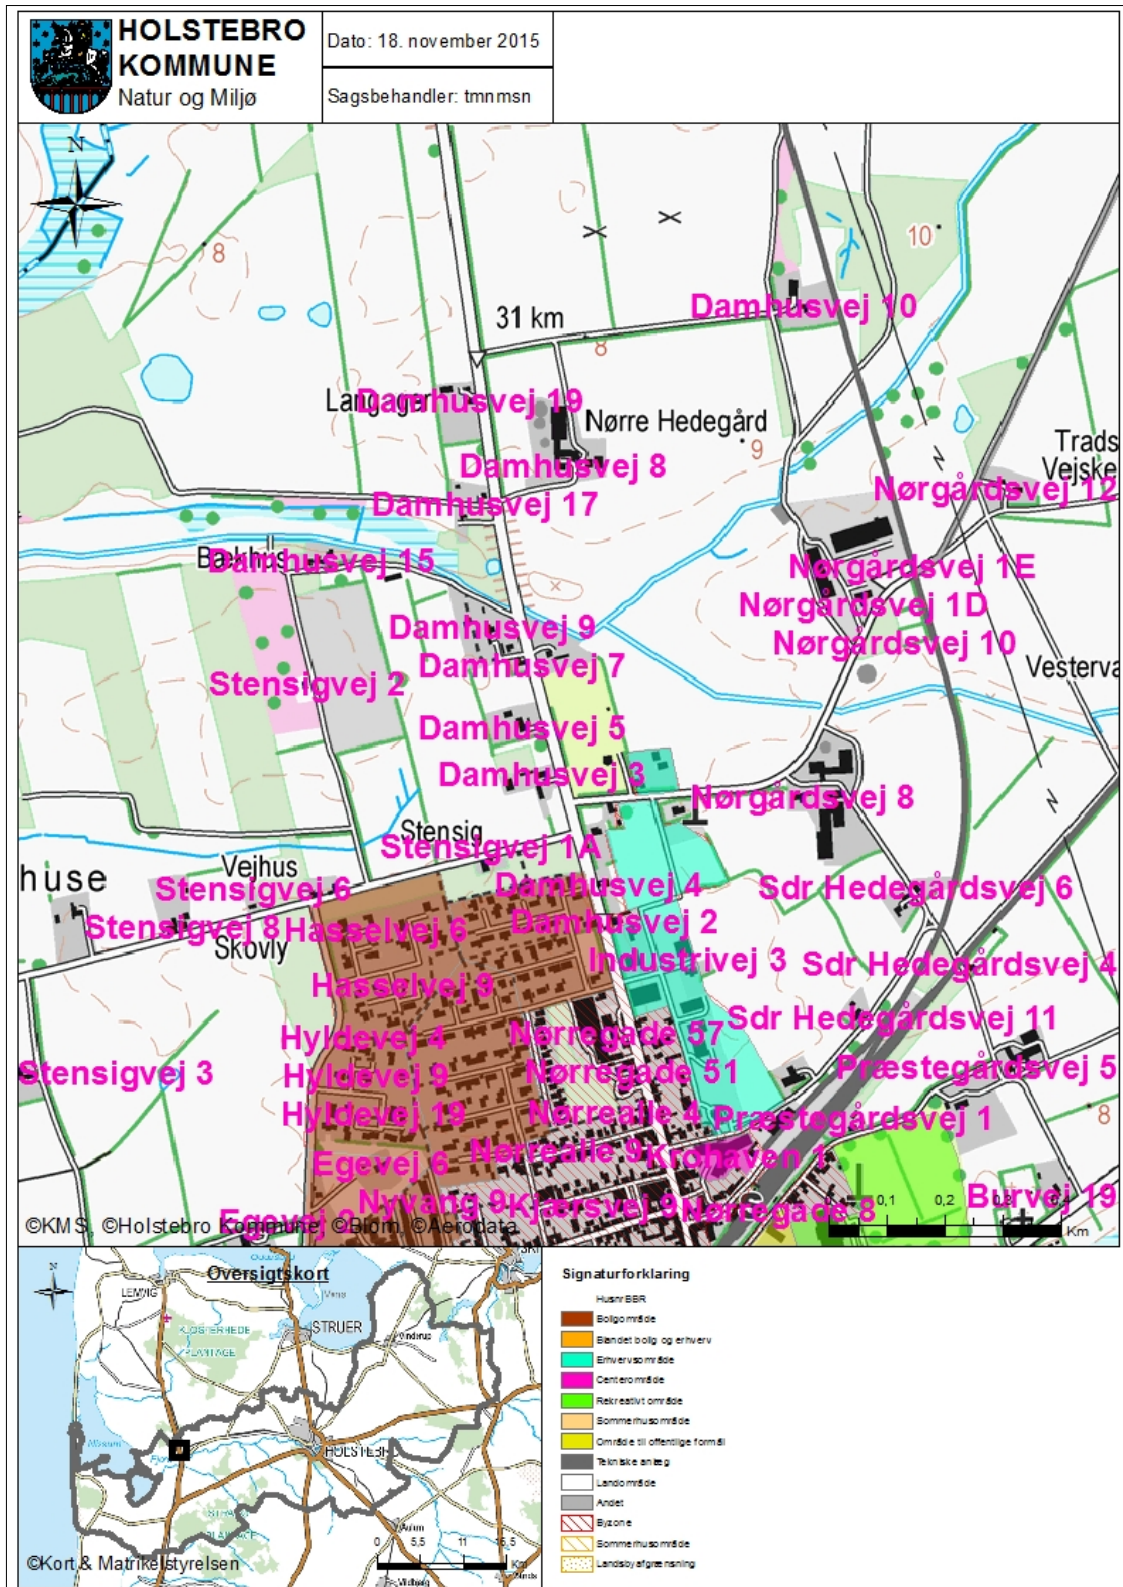 HOLSTEBRO
KOMMUNE
Natur og Miljø
Dato: 18. november 2015
Sagsbehandler: tmnmsn
N
8
10
Damhusvej 10
31 km
8
Damhusvej 19
Nørre Hedegård
9
Trads
Vejske
Damhusvej 8
Nørgårdsvej 12
Damhusvej 17
Bækhus
Damhusvej 15
Nørgårdsvej 1E
Nørgårdsvej 1D
Damhusvej 9
Nørgårdsvej 10
Damhusvej 7
Vesterva
Stensigvej 2
Damhusvej 5
Damhusvej 3
Nørgårdsvej 8
Stensig
Stensigvej 1A
Vejhus
huse
Stensigvej 6
Damhusvej 4
Sdr Hedegårdsvej 6
Stensigvej 8
Hasselvej 6
Damhusvej 2
Skovly
Industrivej 3
Sdr Hedegårdsvej 4
Hasselvej 9
Sdr Hedegårdsvej 11
Hyldevej 4
Nørregade 57
Stensigvej 3
Hyldevej 9
Nørregade 51
Præstegårdsvej 5
Hyldevej 19
Nørrealle 4
Præstegårdsvej 1
8
Egevej 6
Nørrealle 9
Krohaven 1
Nyvang 9
Kjærsvej 9
Nørregade 8
Burvej 19
0,1
0,2
Km
©KMS, ©Holstebro Kommune, ©Blom, ©Aerodata
Oversigtskort
N
LEMVIG
STRUER
Vinderup
KLOSTERHEDE
PLANTAGE
HOLSTEBRO
Aulum
Vildbjerg
0
5,5
11
16,5
Km
©Kort & Matrikelstyrelsen
Signaturforklaring
HusnrBBR
Boligområde
Blandet bolig og erhverv
Erhvervsområde
Centerområde
Rekreativt område
Sommerhusområde
Område til offentlige formål
Tekniske anlæg
Landområde
Andet
Byzone
Sommerhusområde
Landsbyafgrænsning